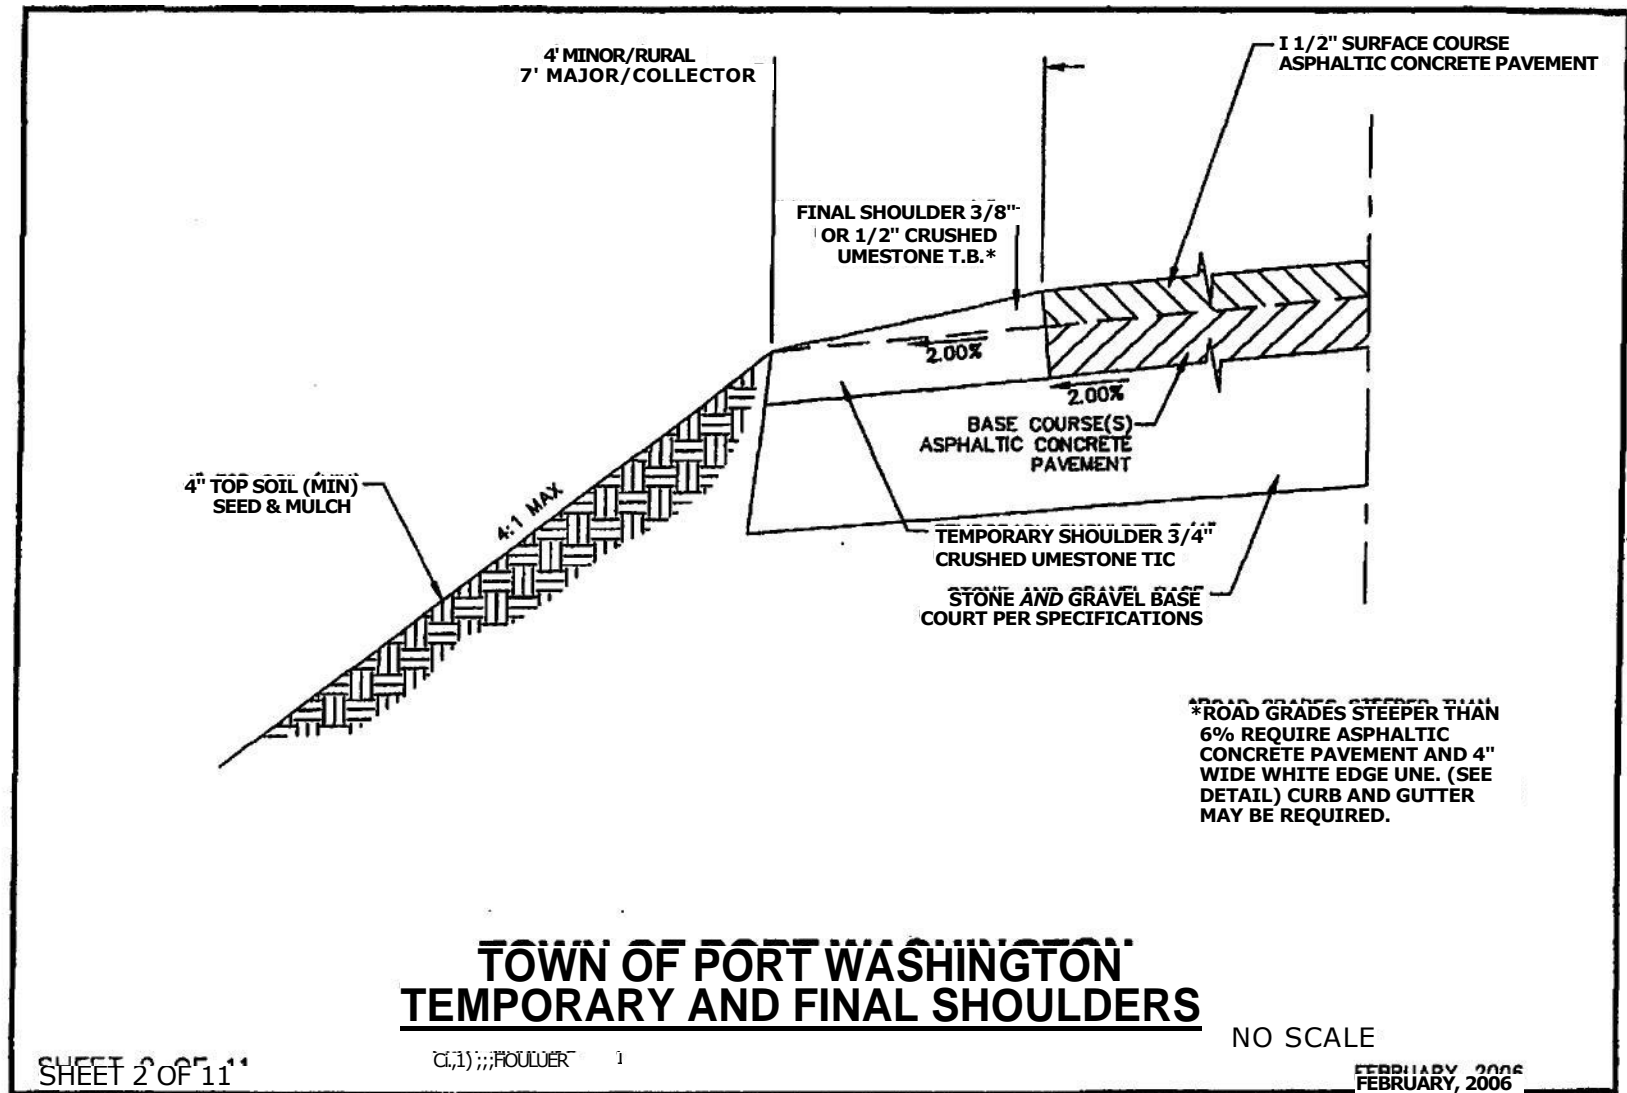 4' MINOR/RURAL
7' MAJOR/COLLECTOR
I 1/2" SURFACE COURSE
ASPHALTIC CONCRETE PAVEMENT
FINAL SHOULDER 3/8"
OR 1/2" CRUSHED
UMESTONE T.B.*
2.00%
2.00%
BASE COURSE(S)
ASPHALTIC CONCRETE
PAVEMENT
4" TOP SOIL (MIN)
SEED & MULCH
4:1 MAX
TEMPORARY SHOULDER 3/4"
CRUSHED UMESTONE TIC
STONE AND GRAVEL BASE
COURT PER SPECIFICATIONS
*ROAD GRADES STEEPER THAN
6% REQUIRE ASPHALTIC
CONCRETE PAVEMENT AND 4"
WIDE WHITE EDGE UNE. (SEE
DETAIL) CURB AND GUTTER
MAY BE REQUIRED.
TOWN OF PORT WASHINGTON
TEMPORARY AND FINAL SHOULDERS
NO SCALE
SHEET 2 OF 11
FEBRUARY, 2006